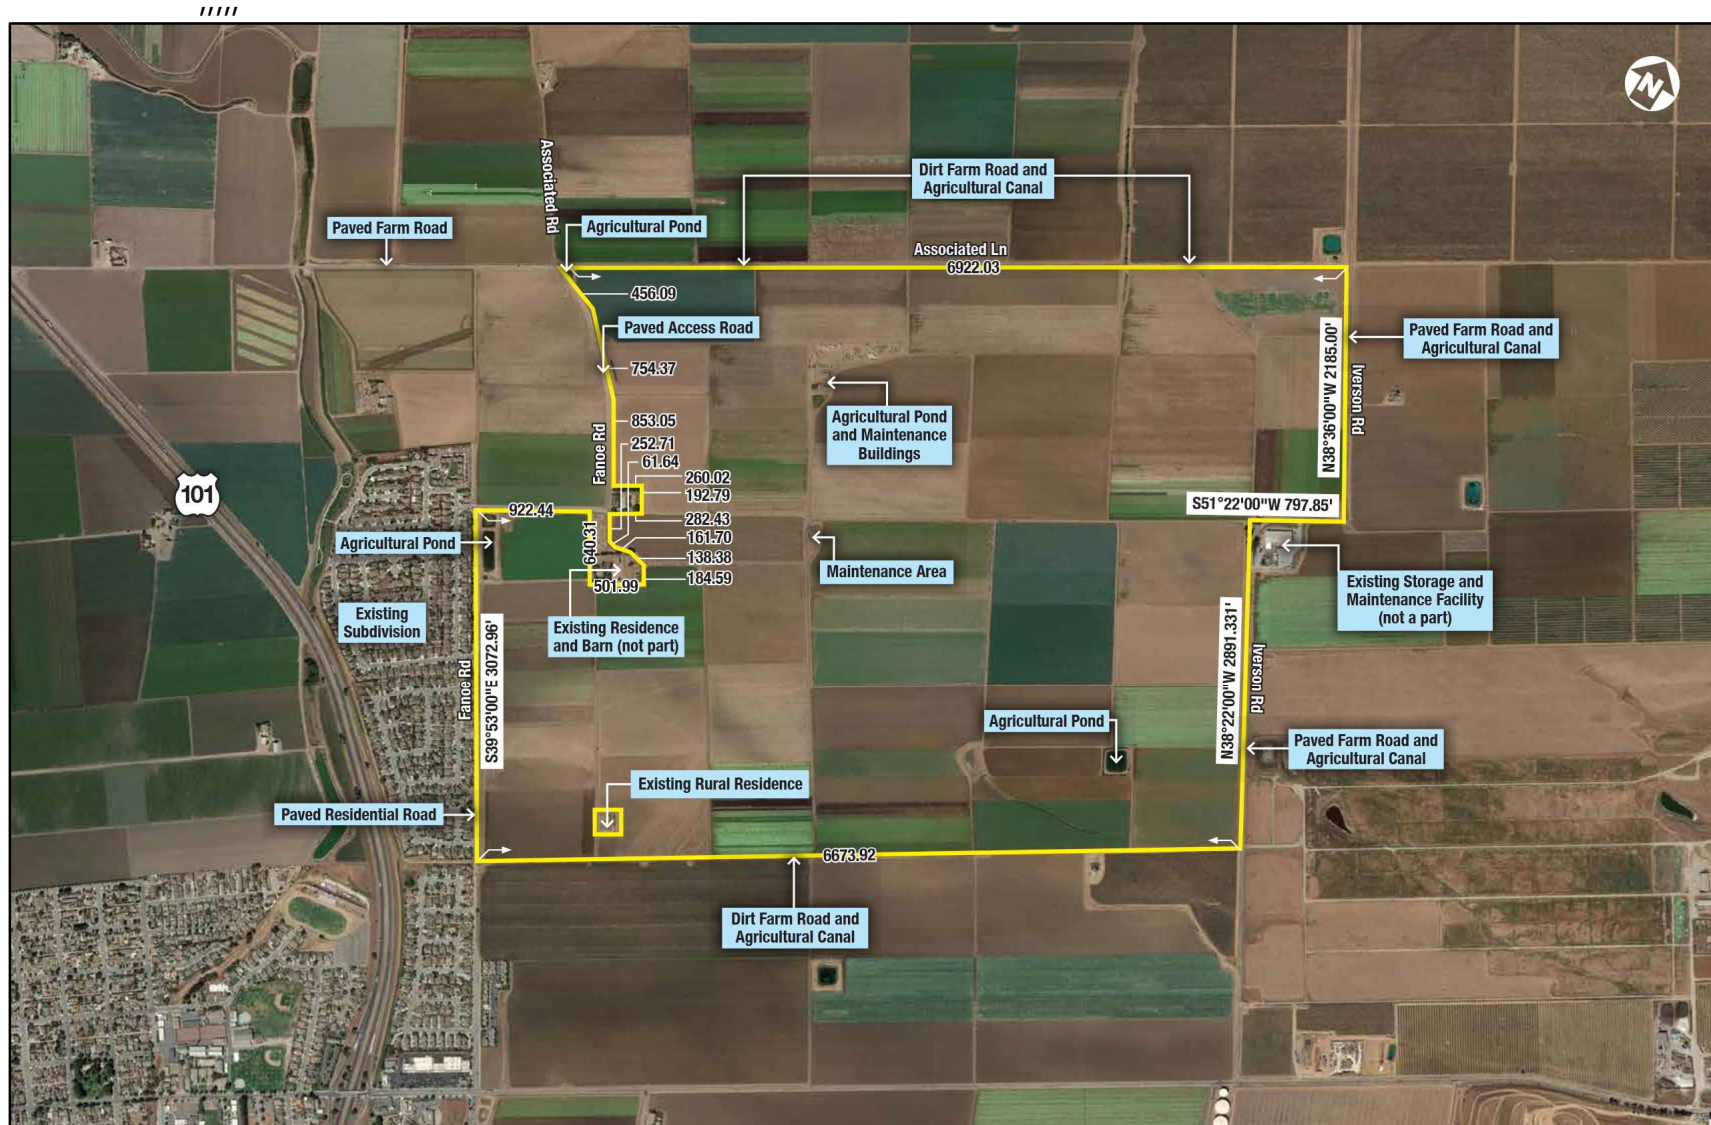 ,,,,,
N
Associated Rd
Dirt Farm Road and
Agricultural Canal
Paved Farm Road
Agricultural Pond
Associated Ln
6922.03
456.09
Paved Access Road
754.37
Paved Farm Road and
Agricultural Canal
N38°36'00"W 2185.00'
Iverson Rd
Agricultural Pond
and Maintenance
Buildings
853.05
Fanoe Rd
252.71
61.64
260.02
192.79
101
S51°22'00"W 797.85'
922.44
282.43
640.31
161.70
Agricultural Pond
138.38
Maintenance Area
184.59
501.99
Existing Storage and
Maintenance Facility
(not a part)
Existing
Subdivision
Existing Residence
and Barn (not part)
Fanoe Rd
S39°53'00"E 3072.96'
N38°22'00"W 2891.331'
Iverson Rd
Agricultural Pond
Paved Farm Road and
Agricultural Canal
Existing Rural Residence
Paved Residential Road
6673.92
Dirt Farm Road and
Agricultural Canal